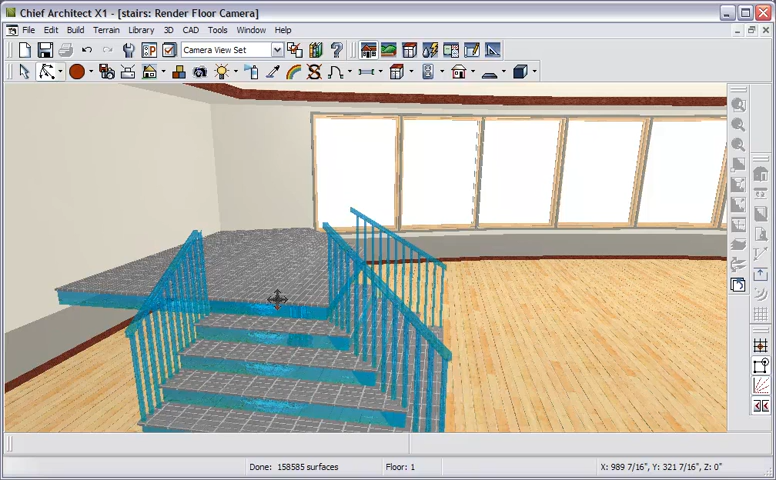 Chief Architect X1 - [stairs: Render Floor Camera]
File Edit Build Terrain Library 3D CAD Tools Window Help
Camera View Set
Done: 158585 surfaces Floor: 1 X: 989 7/16", Y: 321 7/16", Z: 0"